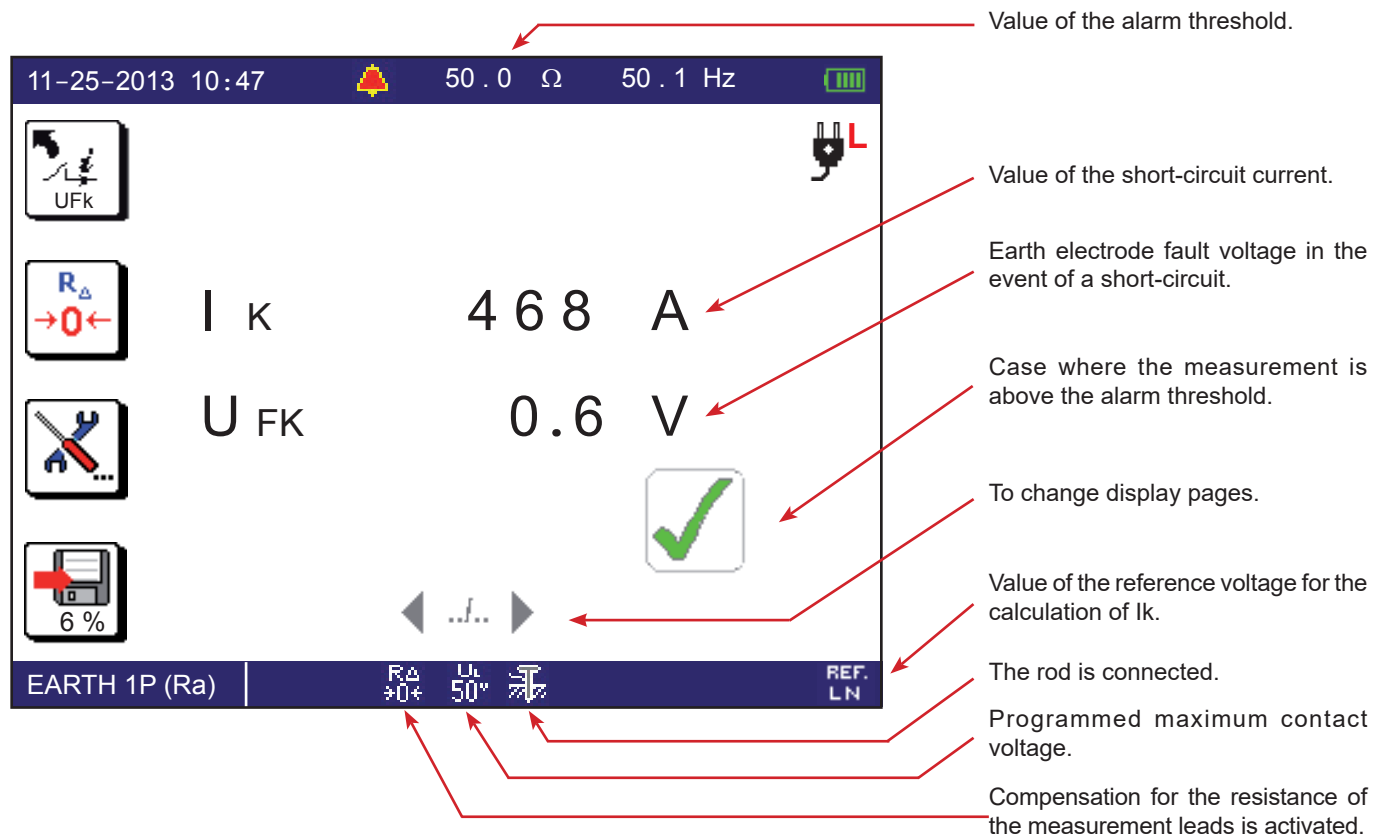 Value of the alarm threshold.
11-25-2013 10:47 50.0 Ω 50.1 Hz
L
UFk
Value of the short-circuit current.
Earth electrode fault voltage in the
event of a short-circuit.
R△
→0←
I K 468 A
Case where the measurement is
above the alarm threshold.
U FK 0.6 V
...
To change display pages.
Value of the reference voltage for the
calculation of Ik.
6 %
../..
The rod is connected.
EARTH 1P (Ra)
R△
→0←
UL
50V
REF.
LN
Programmed maximum contact
voltage.
Compensation for the resistance of
the measurement leads is activated.